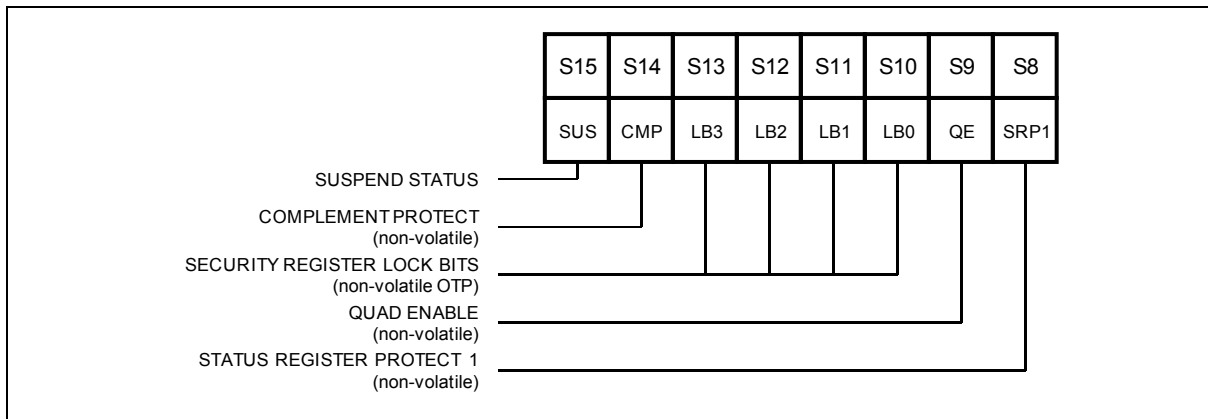 S15 S14 S13 S12 S11 S10 S9 S8
SUS CMP LB3 LB2 LB1 LB0 QE SRP1
SUSPEND STATUS
COMPLEMENT PROTECT
(non-volatile)
SECURITY REGISTER LOCK BITS
(non-volatile OTP)
QUAD ENABLE
(non-volatile)
STATUS REGISTER PROTECT 1
(non-volatile)